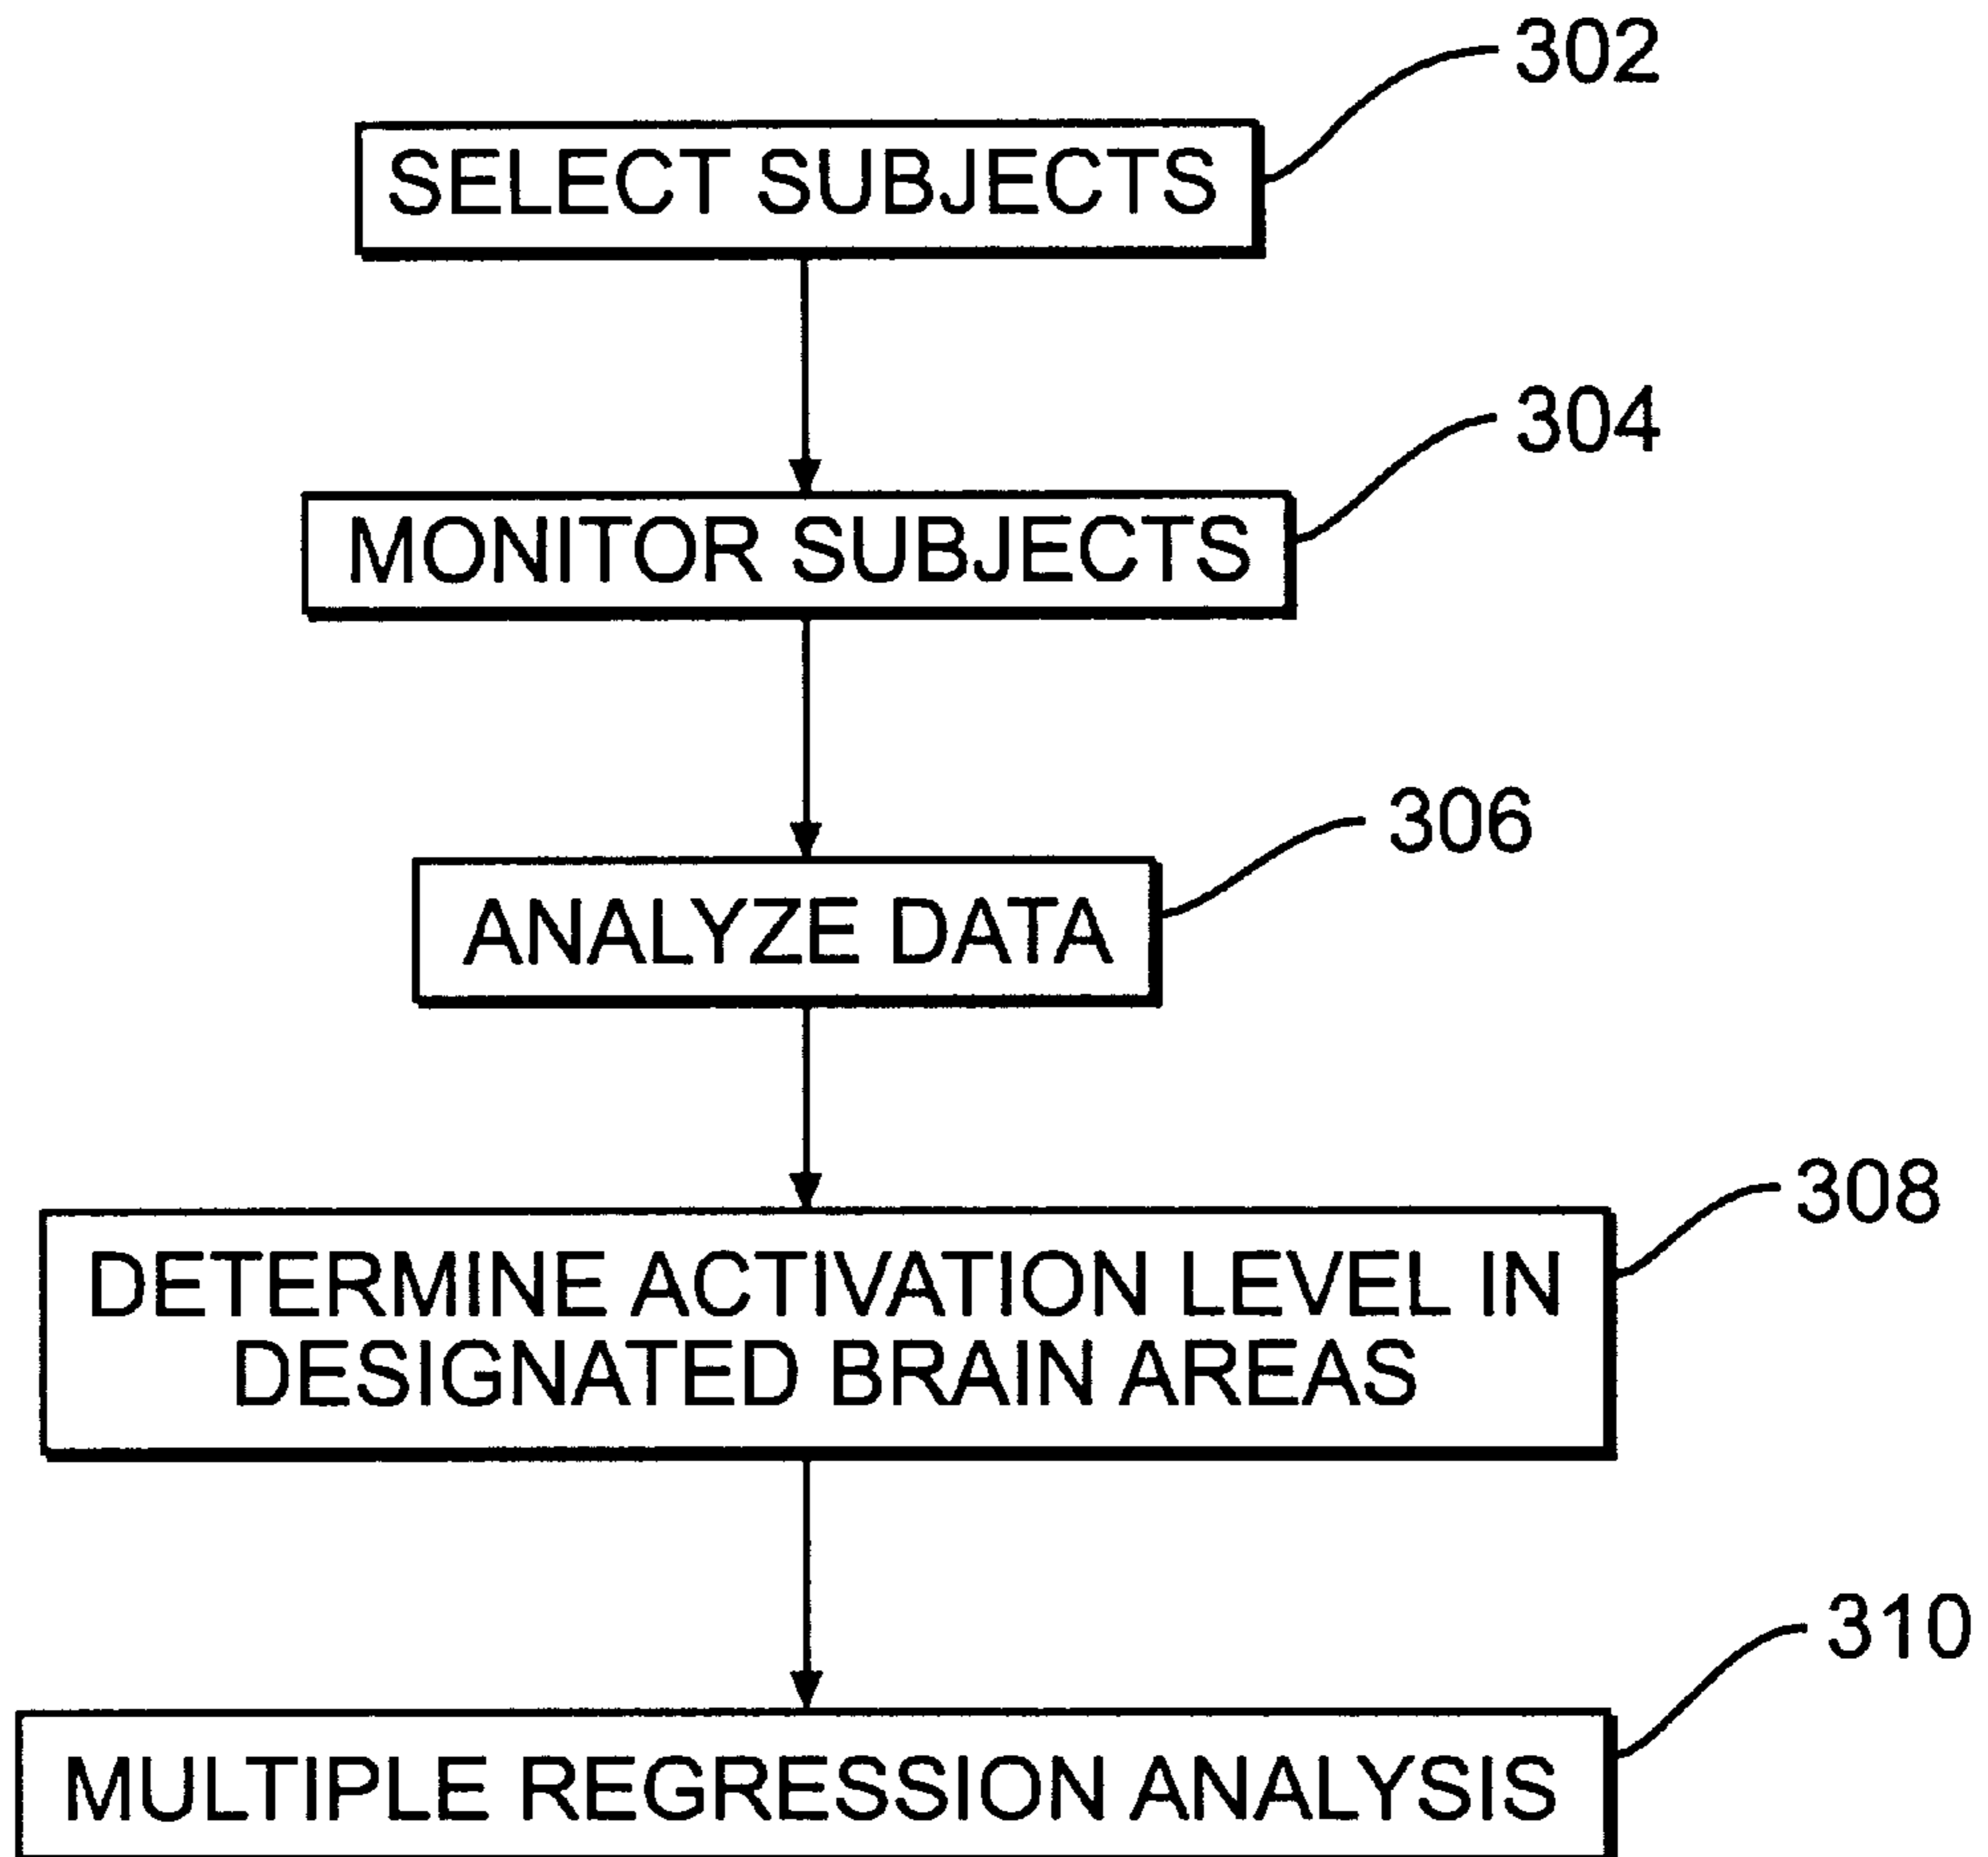 302
SELECT SUBJECTS
304
MONITOR SUBJECTS
306
ANALYZE DATA
308
DETERMINE ACTIVATION LEVEL IN
DESIGNATED BRAIN AREAS
310
MULTIPLE REGRESSION ANALYSIS